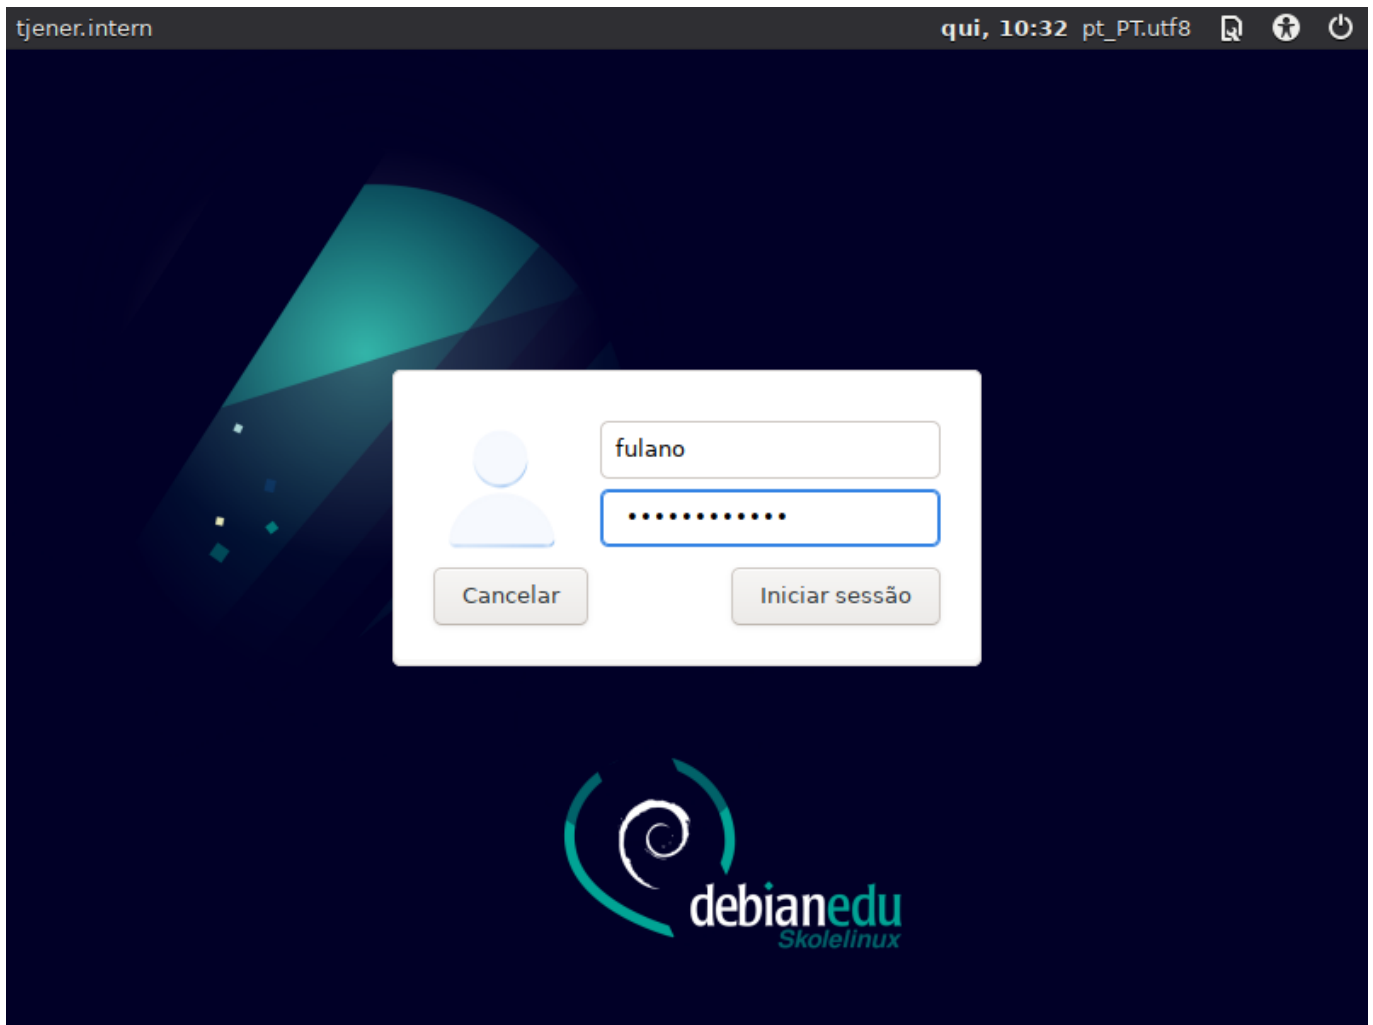 tjener.intern
qui, 10:32 pt_PT.utf8
fulano
••••••••••••
Cancelar
Iniciar sessão
debianedu
Skolelinux